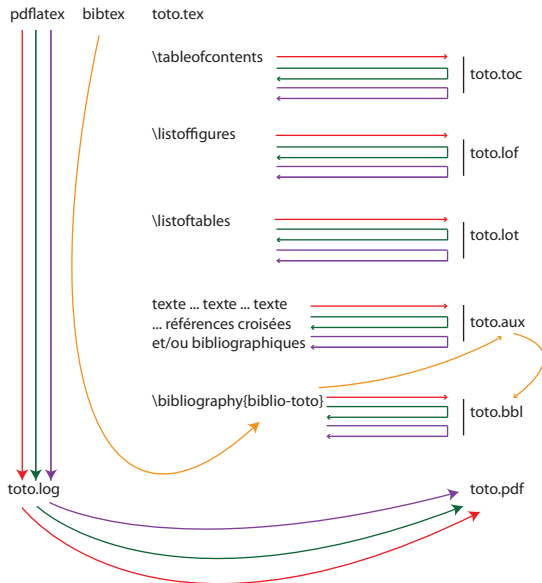 pdflatex bibtex toto.tex
\tableofcontents
toto.toc
\listoffigures
toto.lof
\listoftables
toto.lot
texte ... texte ... texte
... références croisées
et/ou bibliographiques
toto.aux
\bibliography{biblio-toto}
toto.bbl
toto.log
toto.pdf